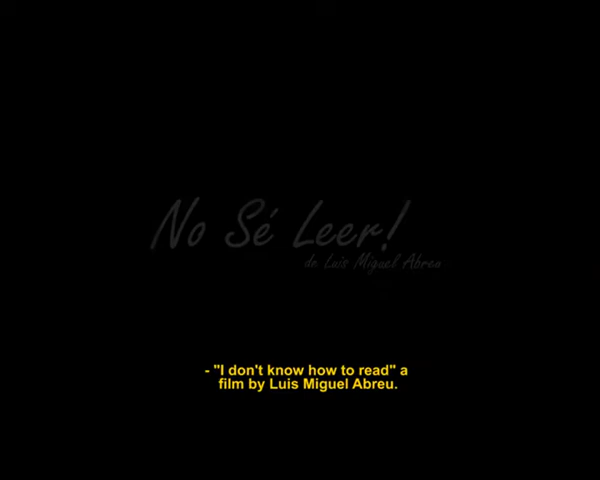 No Sé Leer!
de Luis Miguel Abreu
- "I don't know how to read" a
film by Luis Miguel Abreu.